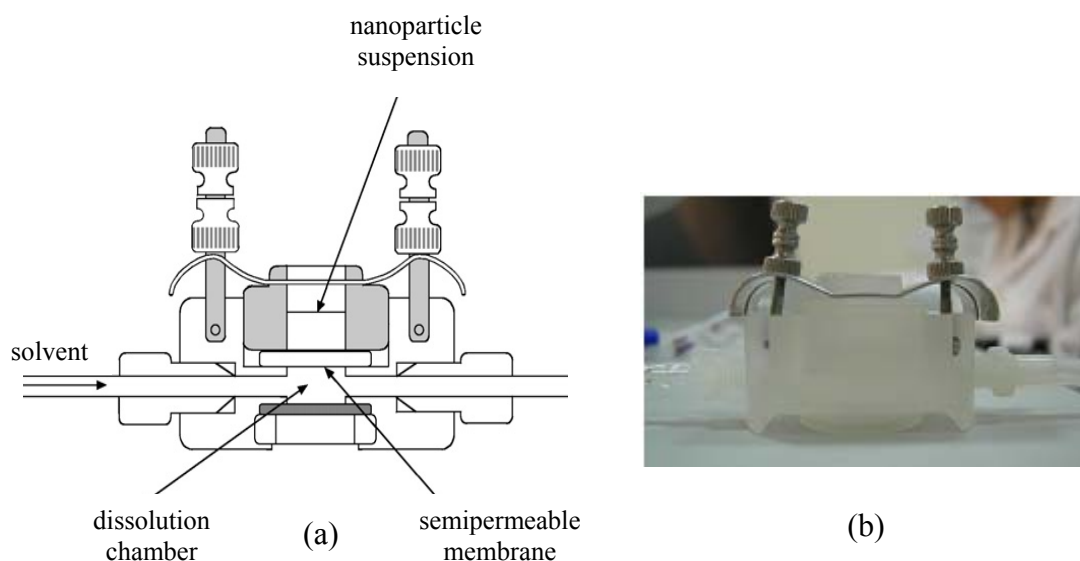 nanoparticle
suspension
solvent
dissolution
chamber
(a)
semipermeable
membrane
(b)